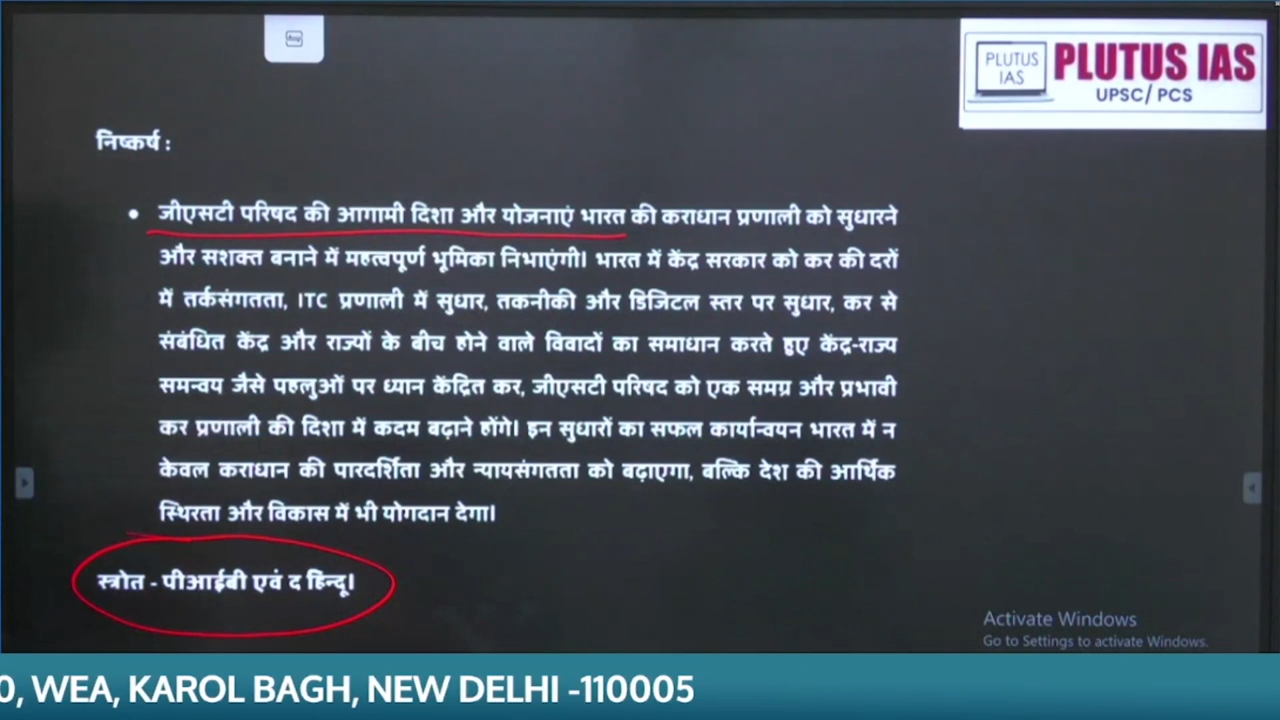 PLUTUS
IAS
PLUTUS IAS
UPSC/ PCS
निष्कर्ष :
• जीएसटी परिषद की आगामी दिशा और योजनाएं भारत की कराधान प्रणाली को सुधारने
और सशक्त बनाने में महत्वपूर्ण भूमिका निभाएंगी। भारत में केंद्र सरकार को कर की दरों
में तर्कसंगतता, ITC प्रणाली में सुधार, तकनीकी और डिजिटल स्तर पर सुधार, कर से
संबंधित केंद्र और राज्यों के बीच होने वाले विवादों का समाधान करते हुए केंद्र-राज्य
समन्वय जैसे पहलुओं पर ध्यान केंद्रित कर, जीएसटी परिषद को एक समग्र और प्रभावी
कर प्रणाली की दिशा में कदम बढ़ाने होंगे। इन सुधारों का सफल कार्यान्वयन भारत में न
केवल कराधान की पारदर्शिता और न्यायसंगतता को बढ़ाएगा, बल्कि देश की आर्थिक
स्थिरता और विकास में भी योगदान देगा।
स्त्रोत - पीआईबी एवं द हिन्दू।
Activate Windows
Go to Settings to activate Windows.
0, WEA, KAROL BAGH, NEW DELHI -110005